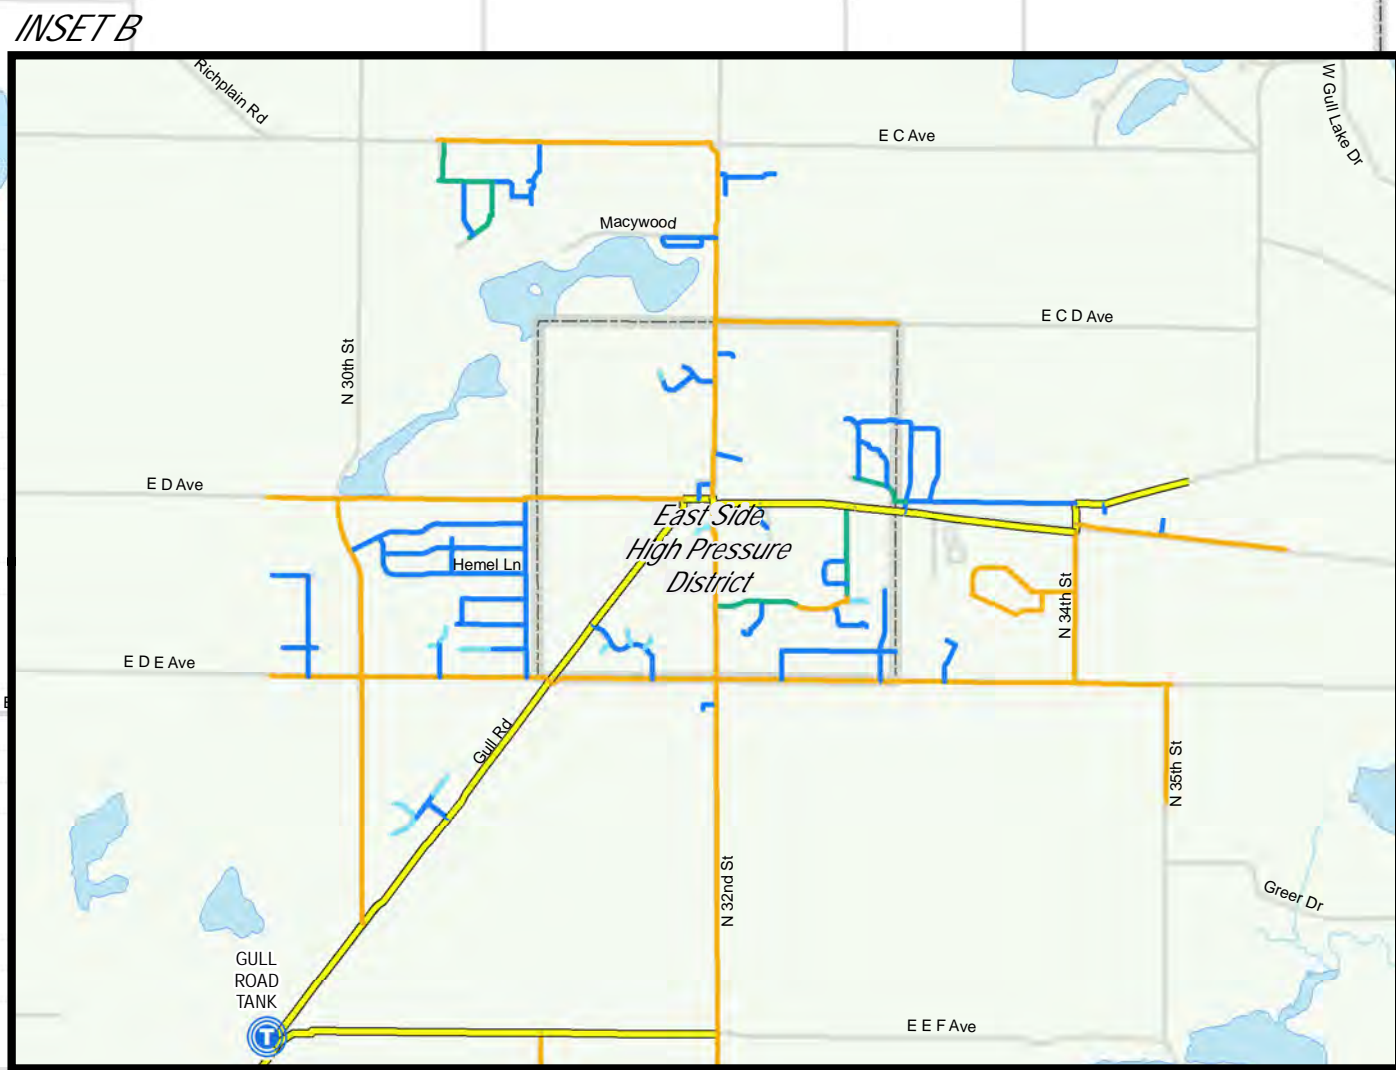 INSET B
Richplain Rd
W Gull Lake Dr
E C Ave
Macywood
E C D Ave
N 30th St
E D Ave
East Side
High Pressure
District
Hemel Ln
N 34th St
E D E Ave
Gull Rd
N 35th St
N 32nd St
Greer Dr
GULL
ROAD
TANK
T
E E F Ave